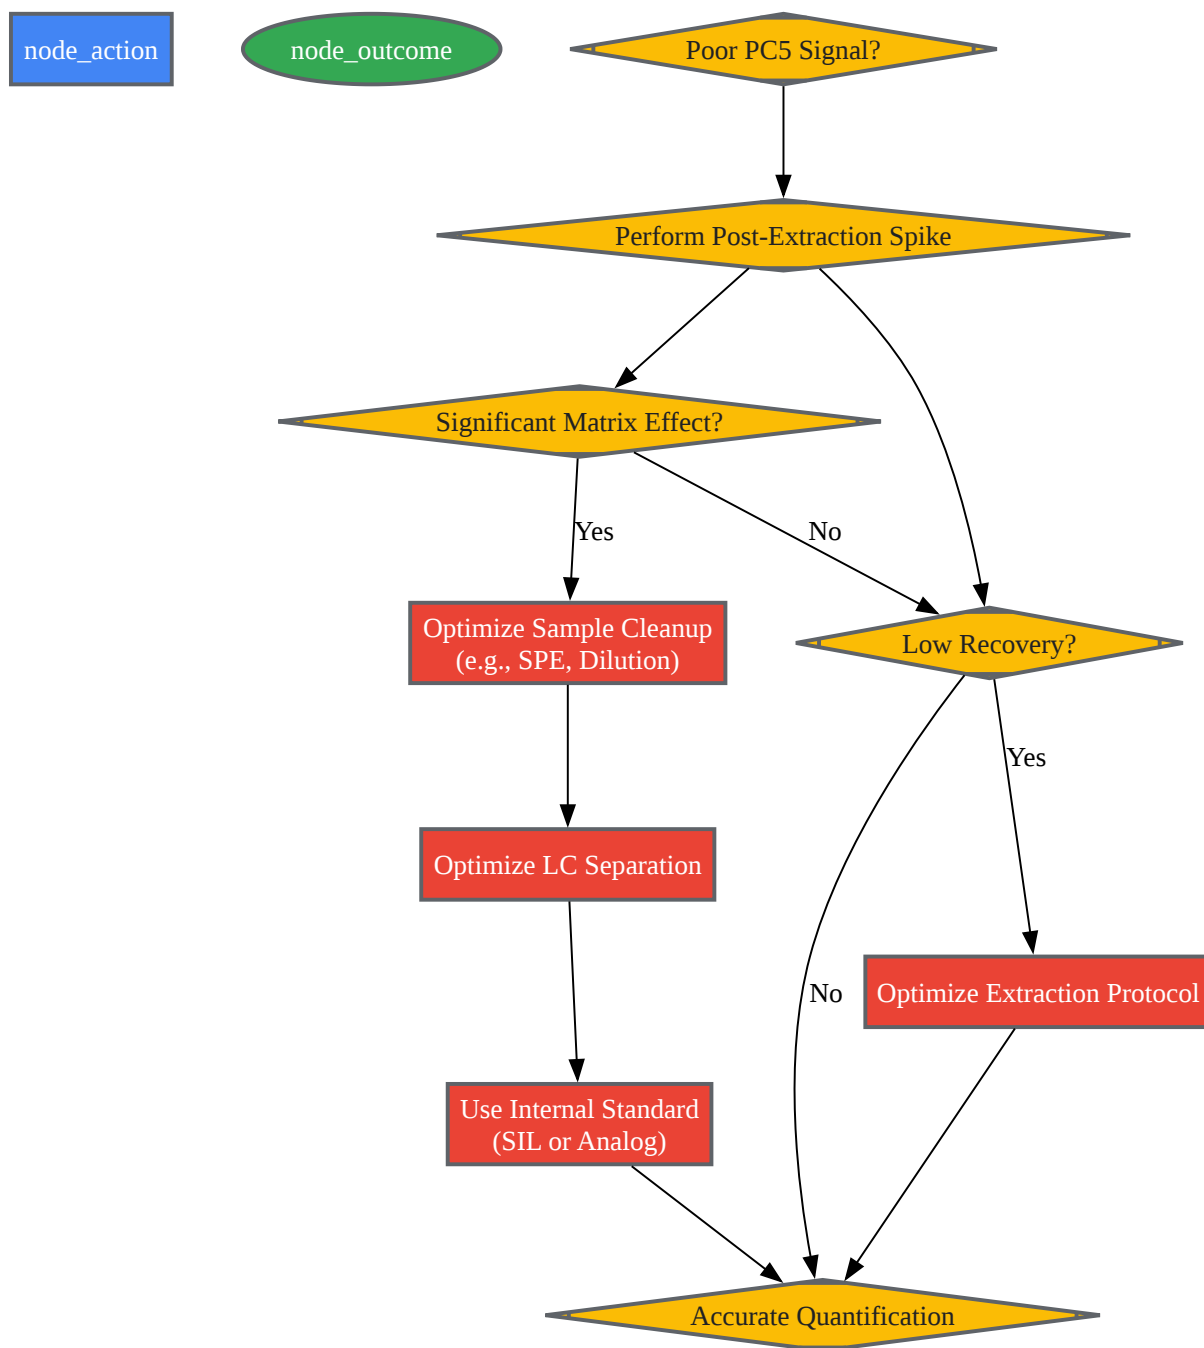 node_action
node_outcome
Poor PC5 Signal?
Perform Post-Extraction Spike
Significant Matrix Effect?
Yes
No
Optimize Sample Cleanup
(e.g., SPE, Dilution)
Low Recovery?
Yes
Optimize LC Separation
No
Optimize Extraction Protocol
Use Internal Standard
(SIL or Analog)
Accurate Quantification